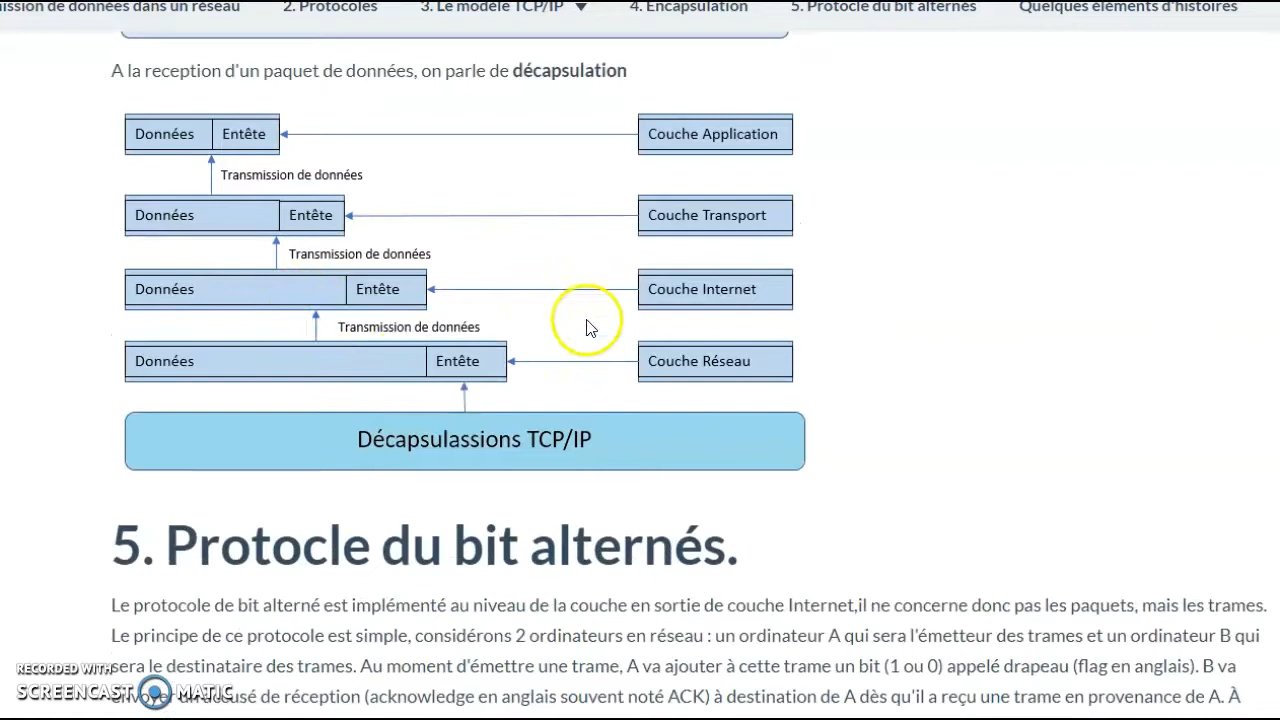 ission de données dans un réseau 2. Protocoles 3. Le modèle TCP/IP 4. Encapsulation 5. Protocle du bit alternés Quelques éléments d'histoires
A la reception d'un paquet de données, on parle de décapsulation
Données Entête Couche Application
Transmission de données
Données Entête Couche Transport
Transmission de données
Données Entête Couche Internet
Transmission de données
Données Entête Couche Réseau
Décapsulassions TCP/IP
5. Protocle du bit alternés.
Le protocole de bit alterné est implémenté au niveau de la couche en sortie de couche Internet,il ne concerne donc pas les paquets, mais les trames.
Le principe de ce protocole est simple, considérons 2 ordinateurs en réseau : un ordinateur A qui sera l'émetteur des trames et un ordinateur B qui
sera le destinataire des trames. Au moment d'émettre une trame, A va ajouter à cette trame un bit (1 ou 0) appelé drapeau (flag en anglais). B va
envoyer un accusé de réception (acknowledge en anglais souvent noté ACK) à destination de A dès qu'il a reçu une trame en provenance de A. À
RECORDED WITH
SCREENCAST MATIC